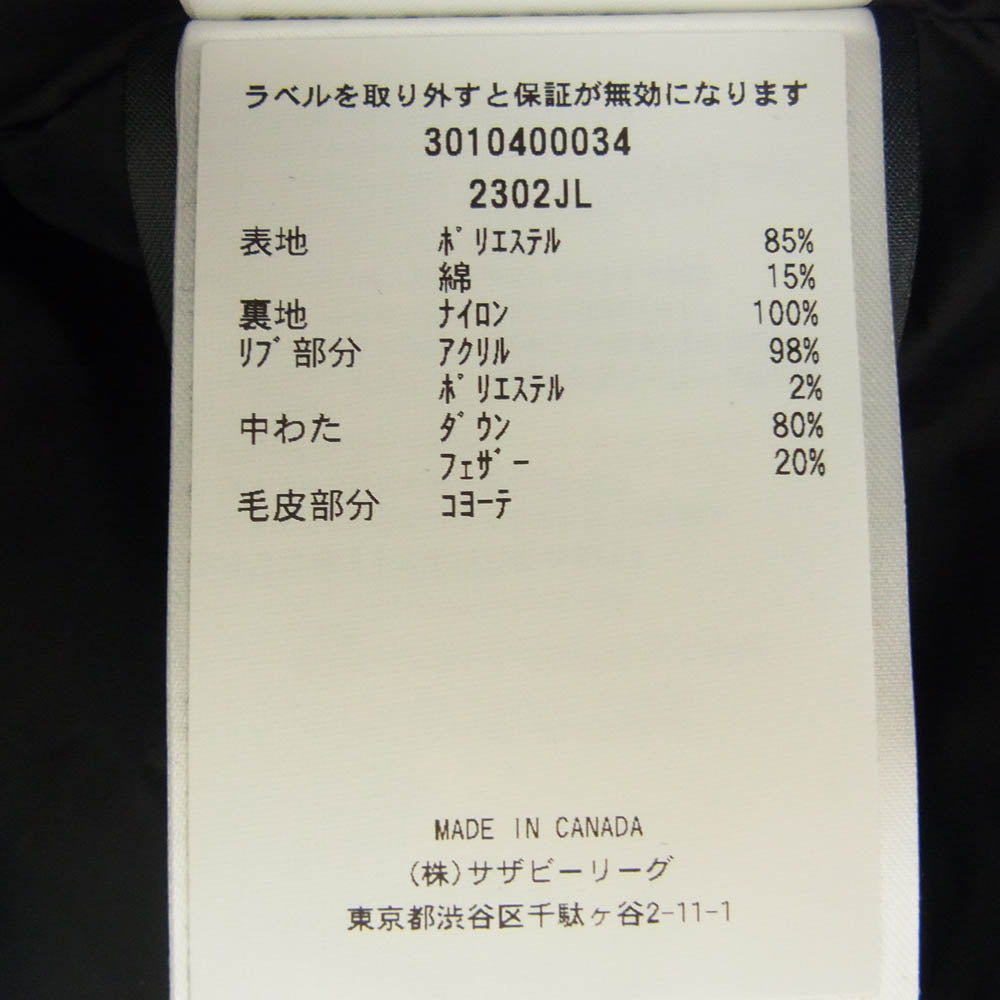 ラベルを取り外すと保証が無効になります
3010400034
2302JL
表地 ﾎﾟﾘｴｽﾃﾙ 85%
綿 15%
裏地 ﾅｲﾛﾝ 100%
ﾘﾌﾞ部分 ｱｸﾘﾙ 98%
ﾎﾟﾘｴｽﾃﾙ 2%
中わた ﾀﾞｳﾝ 80%
ﾌｪｻﾞｰ 20%
毛皮部分 ｺﾖｰﾃ
MADE IN CANADA
(株)サザビーリーグ
東京都渋谷区千駄ヶ谷2-11-1